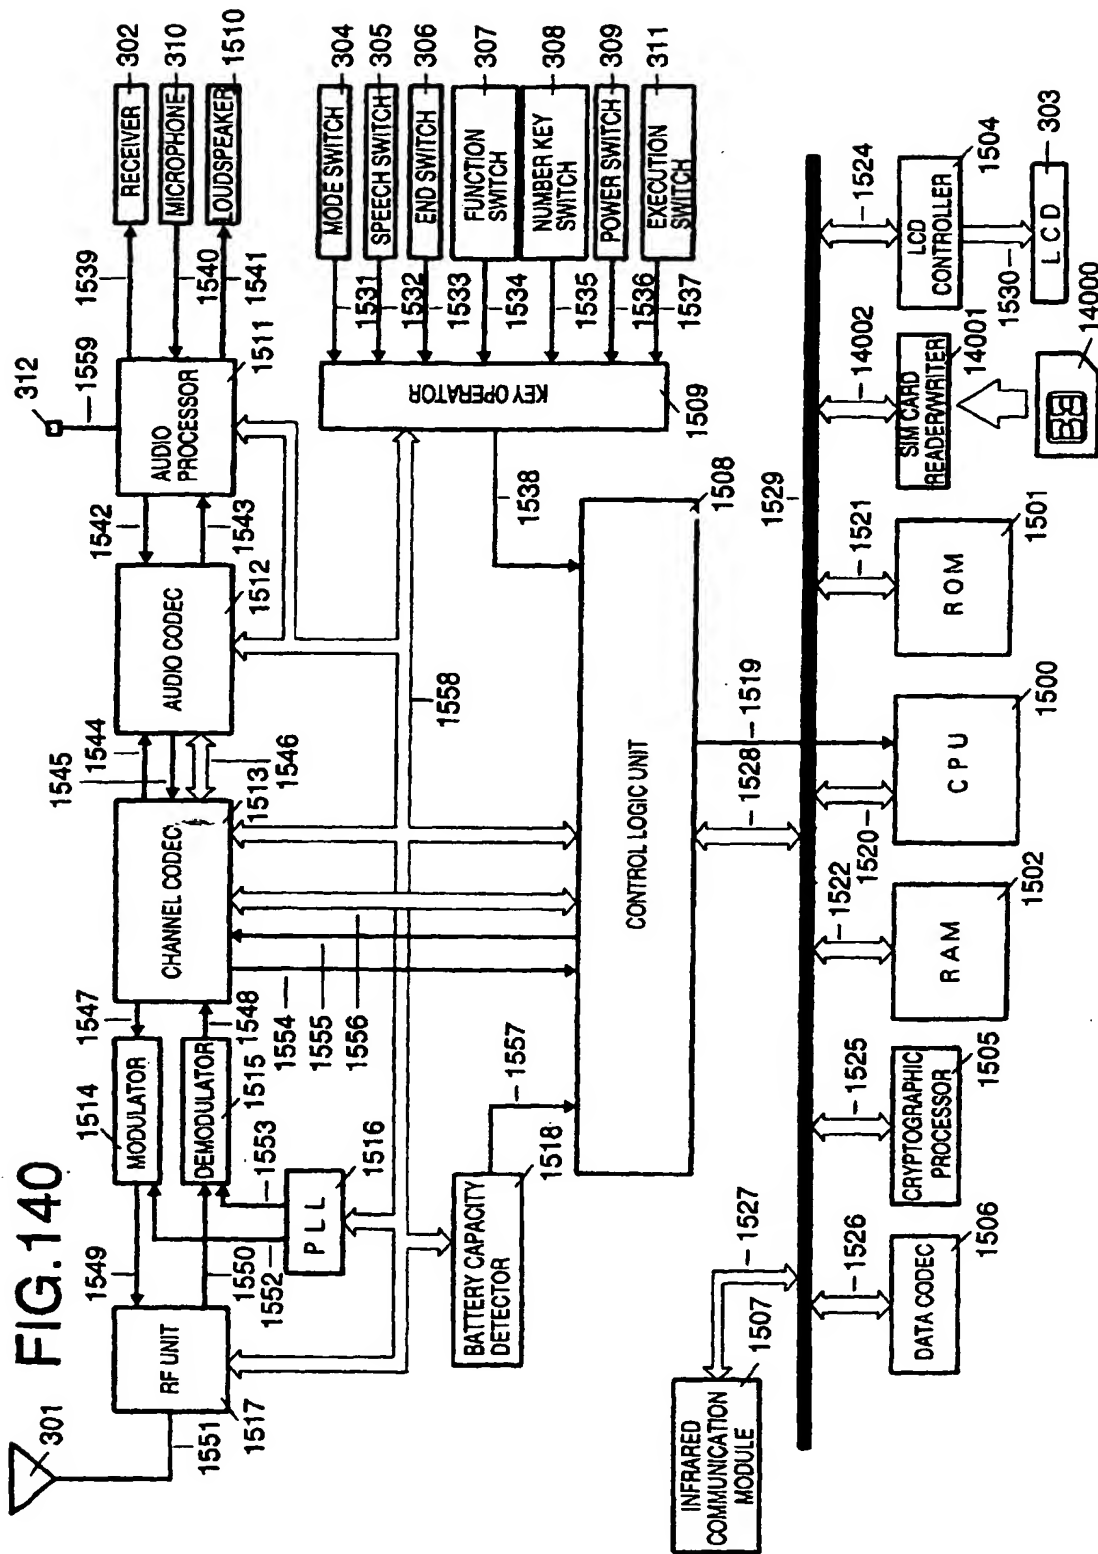 FIG.140
301
1551
RF UNIT
1517
1549
1550
1552
1514
MODULATOR
DEMODULATOR
1515
1553
PLL
1516
1547
1548
CHANNEL CODEC
1513
1554
1555
1556
1545
1544
1546
AUDIO CODEC
1512
1542
1543
AUDIO
PROCESSOR
1511
312
1559
1539
1540
1541
RECEIVER
302
MICROPHONE
310
LOUDSPEAKER
1510
BATTERY CAPACITY
DETECTOR
1518
1557
1558
KEY OPERATOR
1509
1538
1531
1532
1533
1534
1535
1536
1537
MODE SWITCH
304
SPEECH SWITCH
305
END SWITCH
306
FUNCTION
SWITCH
307
NUMBER KEY
SWITCH
308
POWER SWITCH
309
EXECUTION
SWITCH
311
CONTROL LOGIC UNIT
1508
INFRARED
COMMUNICATION
MODULE
1507
1527
1528
1519
1529
1526
1525
1522
1520
1521
14002
1524
DATA CODEC
1506
CRYPTOGRAPHIC
PROCESSOR
1505
RAM
1502
CPU
1500
ROM
1501
SIM CARD
READER/WRITER
14001
14000
LCD
CONTROLLER
1504
1530
LCD
303